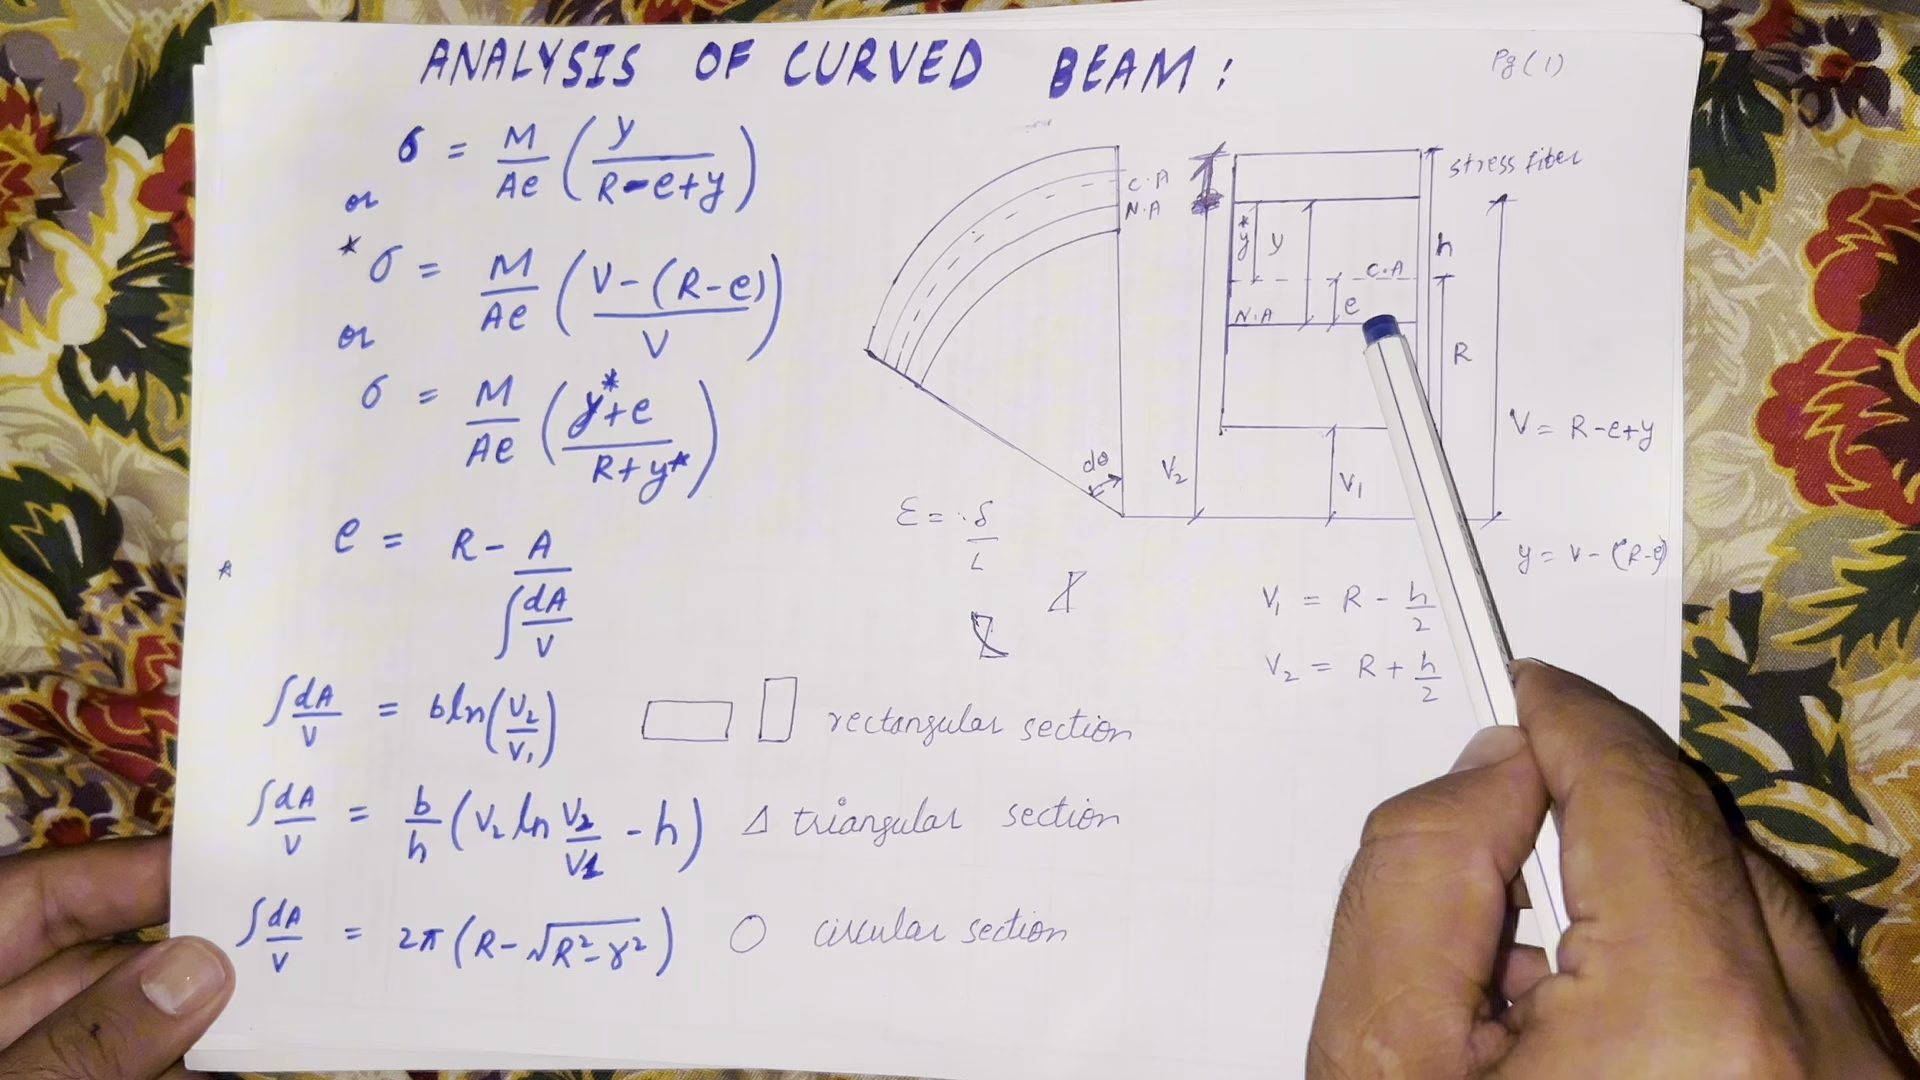 ANALYSIS OF CURVED BEAM :
Pg (1)
σ = M/Ae (y/(R-e+y))
or
* σ = M/Ae ((V-(R-e))/V)
or
σ = M/Ae ((y*+e)/(R+y*))
e = R - A/∫dA/V
∫dA/V = b ln(V₂/V₁) rectangular section
∫dA/V = b/h (V₂ ln V₂/V1 - h) Δ triangular section
∫dA/V = 2π (R-√(R²-r²)) circular section
C.A
N.A
dθ
ε = δ/L
stress fiber
y*
y
h
C.A
e
N.A
R
V₂
V₁
V = R-e+y
y = V-(R-e)
V₁ = R - h/2
V₂ = R + h/2